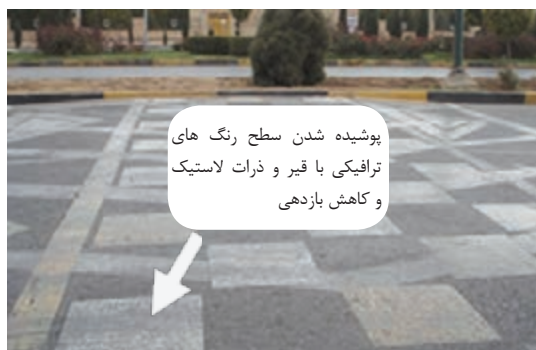 پوشیده شدن سطح رنگ های
ترافیکی با قیر و ذرات لاستیک
و کاهش بازدهی